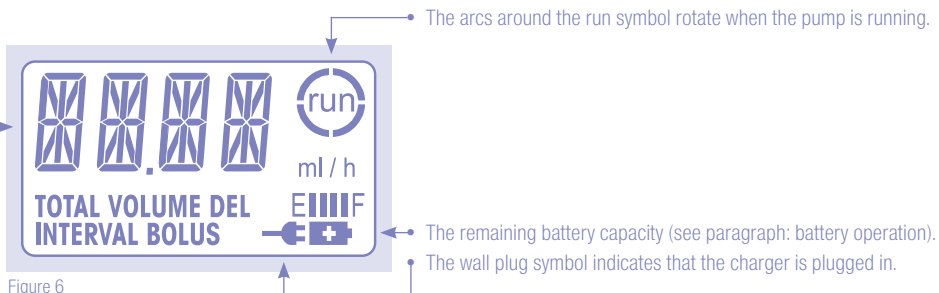 The arcs around the run symbol rotate when the pump is running.
run
ml / h
TOTAL VOLUME DEL
E F
INTERVAL BOLUS
The remaining battery capacity (see paragraph: battery operation).
The wall plug symbol indicates that the charger is plugged in.
Figure 6